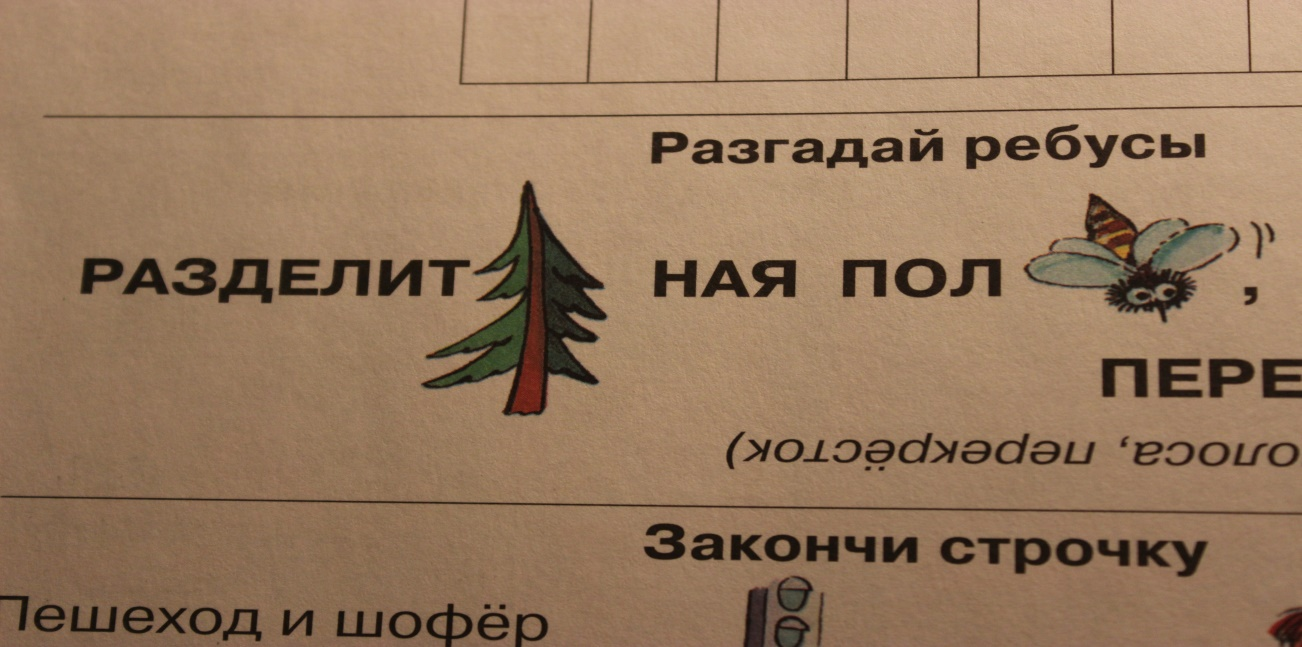 Разгадай ребусы
РАЗДЕЛИТ НАЯ ПОЛ ,
ПЕРЕ
олоса, перекрёсток)
Закончи строчку
Пешеход и шофёр